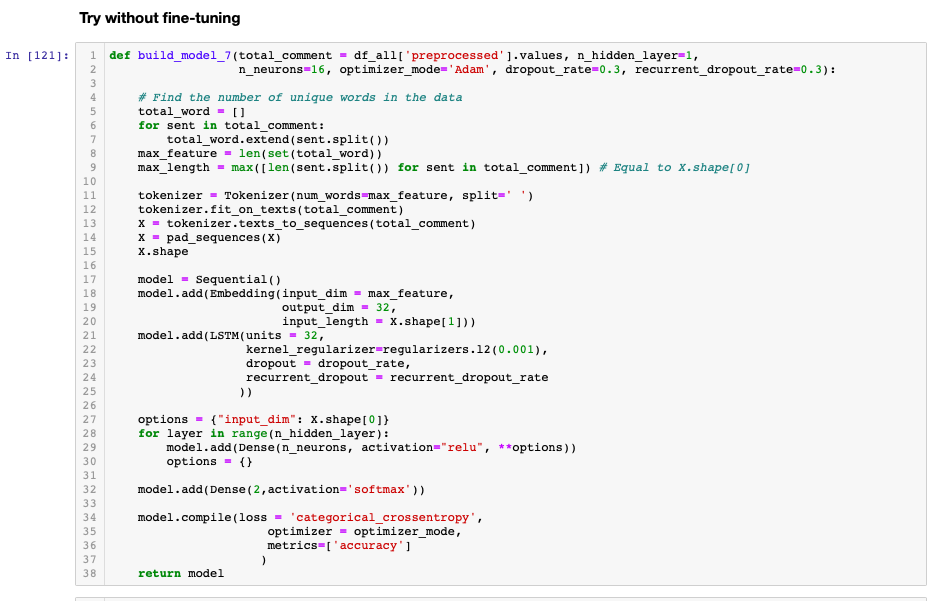 Try without fine-tuning
In [121]:
1 def build_model_7(total_comment = df_all['preprocessed'].values, n_hidden_layer=1,
2                   n_neurons=16, optimizer_mode='Adam', dropout_rate=0.3, recurrent_dropout_rate=0.3):
3
4     # Find the number of unique words in the data
5     total_word = []
6     for sent in total_comment:
7         total_word.extend(sent.split())
8     max_feature = len(set(total_word))
9     max_length = max([len(sent.split()) for sent in total_comment]) # Equal to X.shape[0]
10
11     tokenizer = Tokenizer(num_words=max_feature, split=' ')
12     tokenizer.fit_on_texts(total_comment)
13     X = tokenizer.texts_to_sequences(total_comment)
14     X = pad_sequences(X)
15     X.shape
16
17     model = Sequential()
18     model.add(Embedding(input_dim = max_feature,
19                         output_dim = 32,
20                         input_length = X.shape[1]))
21     model.add(LSTM(units = 32,
22                    kernel_regularizer=regularizers.l2(0.001),
23                    dropout = dropout_rate,
24                    recurrent_dropout = recurrent_dropout_rate
25                   ))
26
27     options = {"input_dim": X.shape[0]}
28     for layer in range(n_hidden_layer):
29         model.add(Dense(n_neurons, activation="relu", **options))
30         options = {}
31
32     model.add(Dense(2,activation='softmax'))
33
34     model.compile(loss = 'categorical_crossentropy',
35                       optimizer = optimizer_mode,
36                       metrics=['accuracy']
37                      )
38     return model